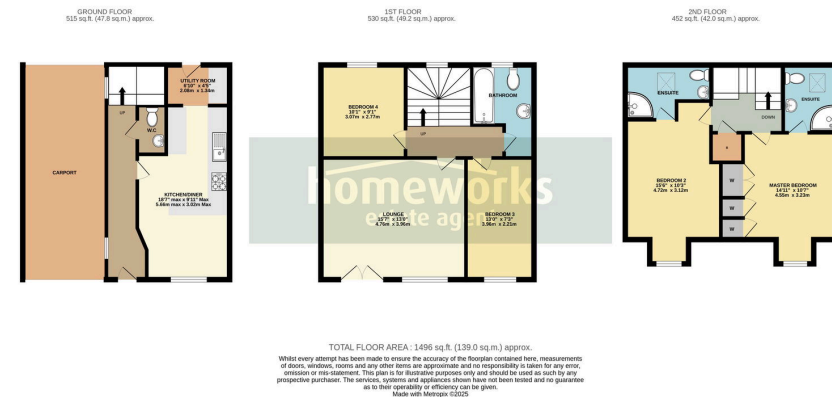 GROUND FLOOR
515 sq.ft. (47.8 sq.m.) approx.
1ST FLOOR
530 sq.ft. (49.2 sq.m.) approx.
2ND FLOOR
452 sq.ft. (42.0 sq.m.) approx.
UTILITY ROOM
6'10" x 4'5"
2.08m x 1.34m
UP
W.C
CARPORT
KITCHEN/DINER
18'7" max x 9'11" Max
5.66m max x 3.02m Max
BEDROOM 4
10'1" x 9'1"
3.07m x 2.77m
BATHROOM
UP
homeworks
estate agents
LOUNGE
15'7" x 13'0"
4.76m x 3.96m
BEDROOM 3
13'0" x 7'3"
3.96m x 2.21m
ENSUITE
ENSUITE
DOWN
BEDROOM 2
15'6" x 10'3"
4.72m x 3.12m
MASTER BEDROOM
14'11" x 10'7"
4.55m x 3.23m
W
W
W
TOTAL FLOOR AREA : 1496 sq.ft. (139.0 sq.m.) approx.
Whilst every attempt has been made to ensure the accuracy of the floorplan contained here, measurements
of doors, windows, rooms and any other items are approximate and no responsibility is taken for any error,
omission or mis-statement. This plan is for illustrative purposes only and should be used as such by any
prospective purchaser. The services, systems and appliances shown have not been tested and no guarantee
as to their operability or efficiency can be given.
Made with Metropix ©2025